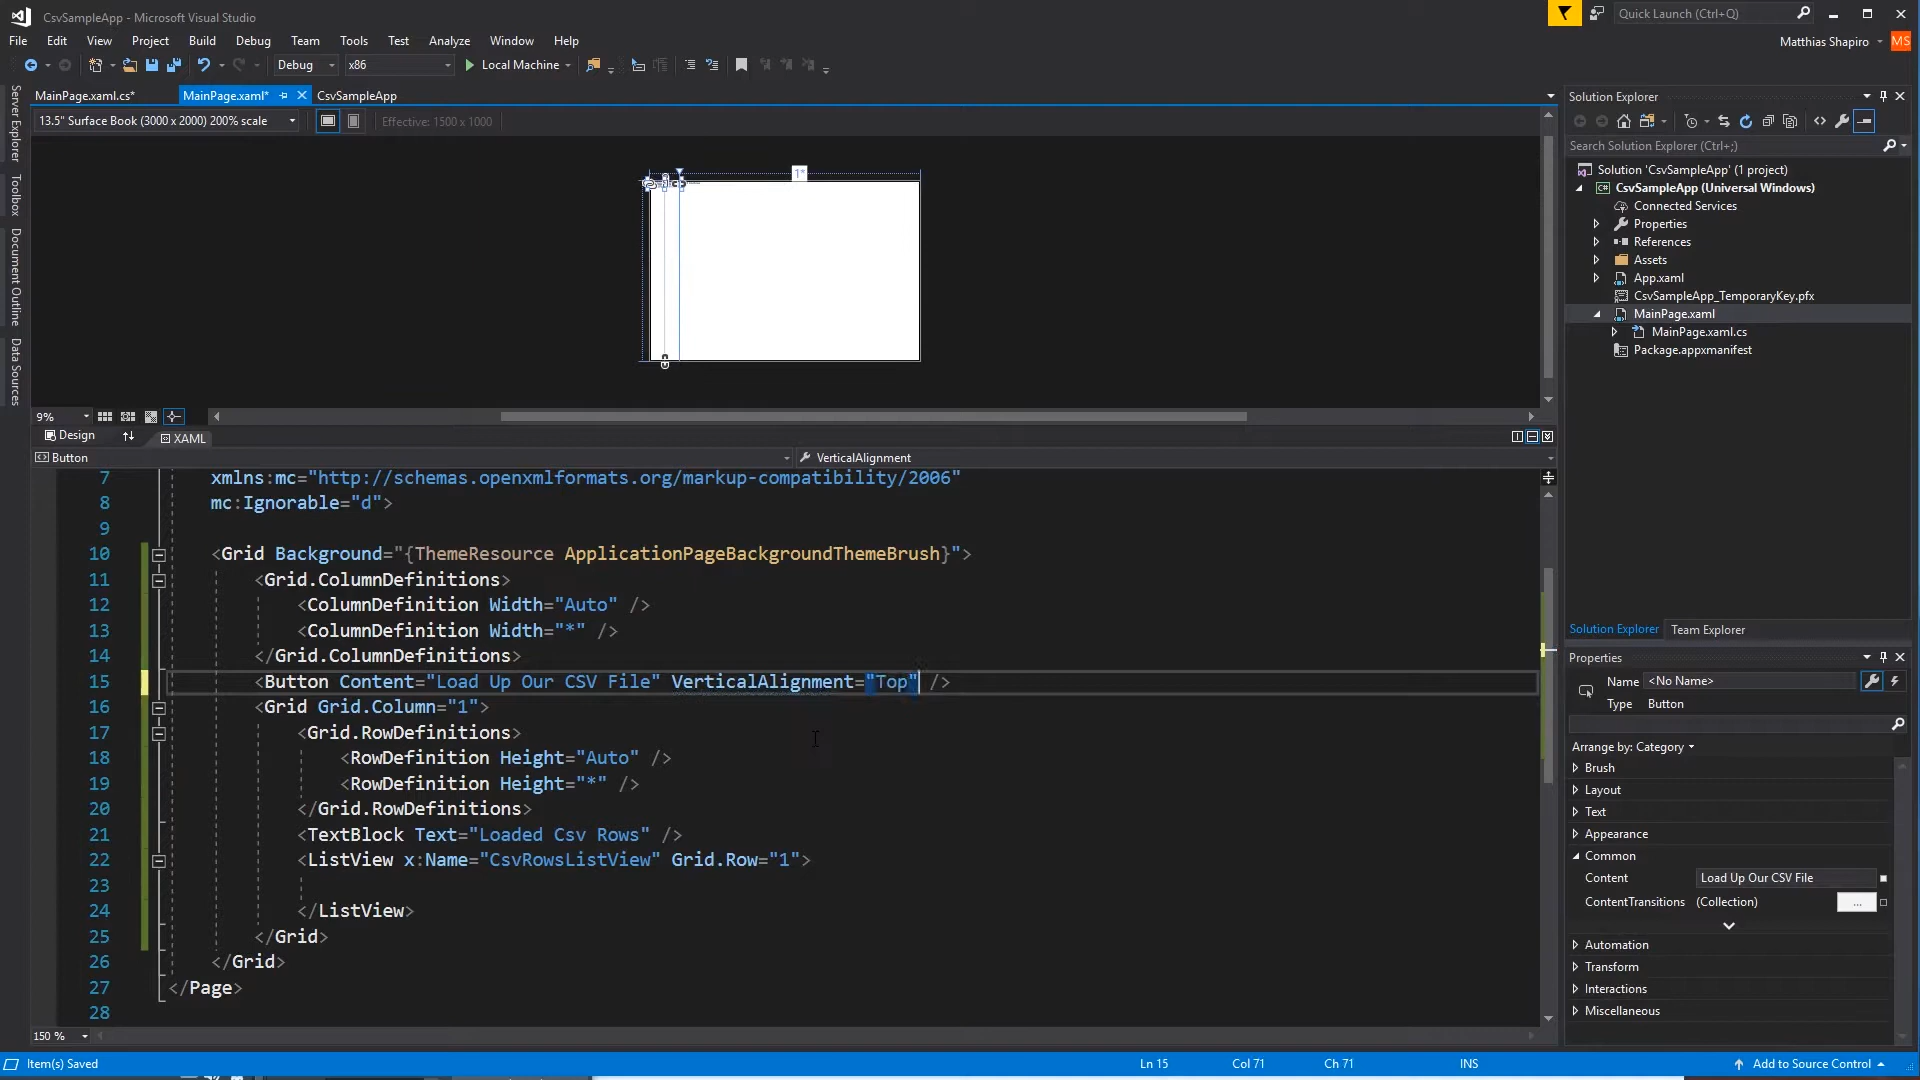 CsvSampleApp - Microsoft Visual Studio
Quick Launch (Ctrl+Q)
File Edit View Project Build Debug Team Tools Test Analyze Window Help
Matthias Shapiro MS
Debug x86 Local Machine
MainPage.xaml.cs* MainPage.xaml* CsvSampleApp
13.5" Surface Book (3000 x 2000) 200% scale Effective: 1500 x 1000
Server Explorer
Toolbox
Document Outline
Data Sources
1*
9%
Design XAML
Button VerticalAlignment
7 xmlns:mc="http://schemas.openxmlformats.org/markup-compatibility/2006"
8 mc:Ignorable="d">
9
10 <Grid Background="{ThemeResource ApplicationPageBackgroundThemeBrush}">
11 <Grid.ColumnDefinitions>
12 <ColumnDefinition Width="Auto" />
13 <ColumnDefinition Width="*" />
14 </Grid.ColumnDefinitions>
15 <Button Content="Load Up Our CSV File" VerticalAlignment="Top" />
16 <Grid Grid.Column="1">
17 <Grid.RowDefinitions>
18 <RowDefinition Height="Auto" />
19 <RowDefinition Height="*" />
20 </Grid.RowDefinitions>
21 <TextBlock Text="Loaded Csv Rows" />
22 <ListView x:Name="CsvRowsListView" Grid.Row="1">
23
24 </ListView>
25 </Grid>
26 </Grid>
27 </Page>
28
150 %
Solution Explorer
Search Solution Explorer (Ctrl+;)
Solution 'CsvSampleApp' (1 project)
C# CsvSampleApp (Universal Windows)
Connected Services
Properties
References
Assets
App.xaml
CsvSampleApp_TemporaryKey.pfx
MainPage.xaml
MainPage.xaml.cs
Package.appxmanifest
Solution Explorer Team Explorer
Properties
Name <No Name>
Type Button
Arrange by: Category
Brush
Layout
Text
Appearance
Common
Content Load Up Our CSV File
ContentTransitions (Collection) ...
Automation
Transform
Interactions
Miscellaneous
Item(s) Saved Ln 15 Col 71 Ch 71 INS Add to Source Control